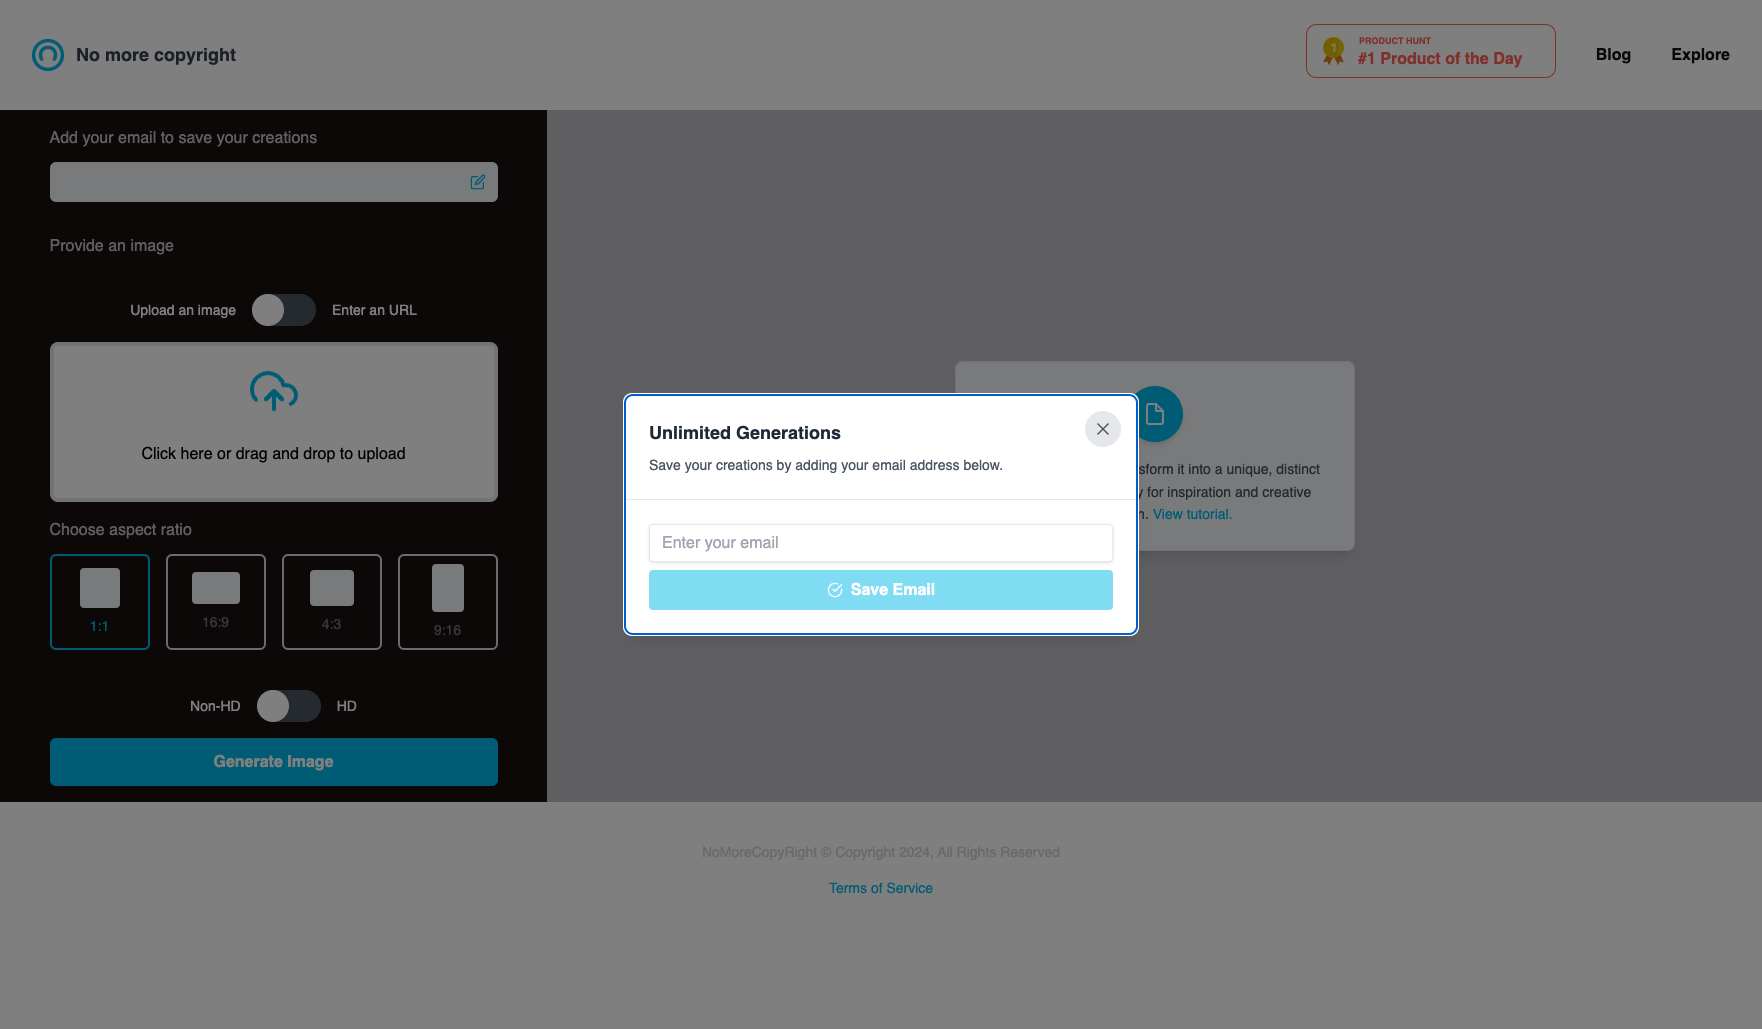 No more copyright
PRODUCT HUNT
#1 Product of the Day
Blog
Explore
Add your email to save your creations
Provide an image
Upload an image
Enter an URL
Click here or drag and drop to upload
Choose aspect ratio
1:1
16:9
4:3
9:16
Non-HD
HD
Generate Image
Unlimited Generations
Save your creations by adding your email address below.
Enter your email
Save Email
it into a unique, distinct
for inspiration and creative
View tutorial.
NoMoreCopyRight © Copyright 2024, All Rights Reserved
Terms of Service